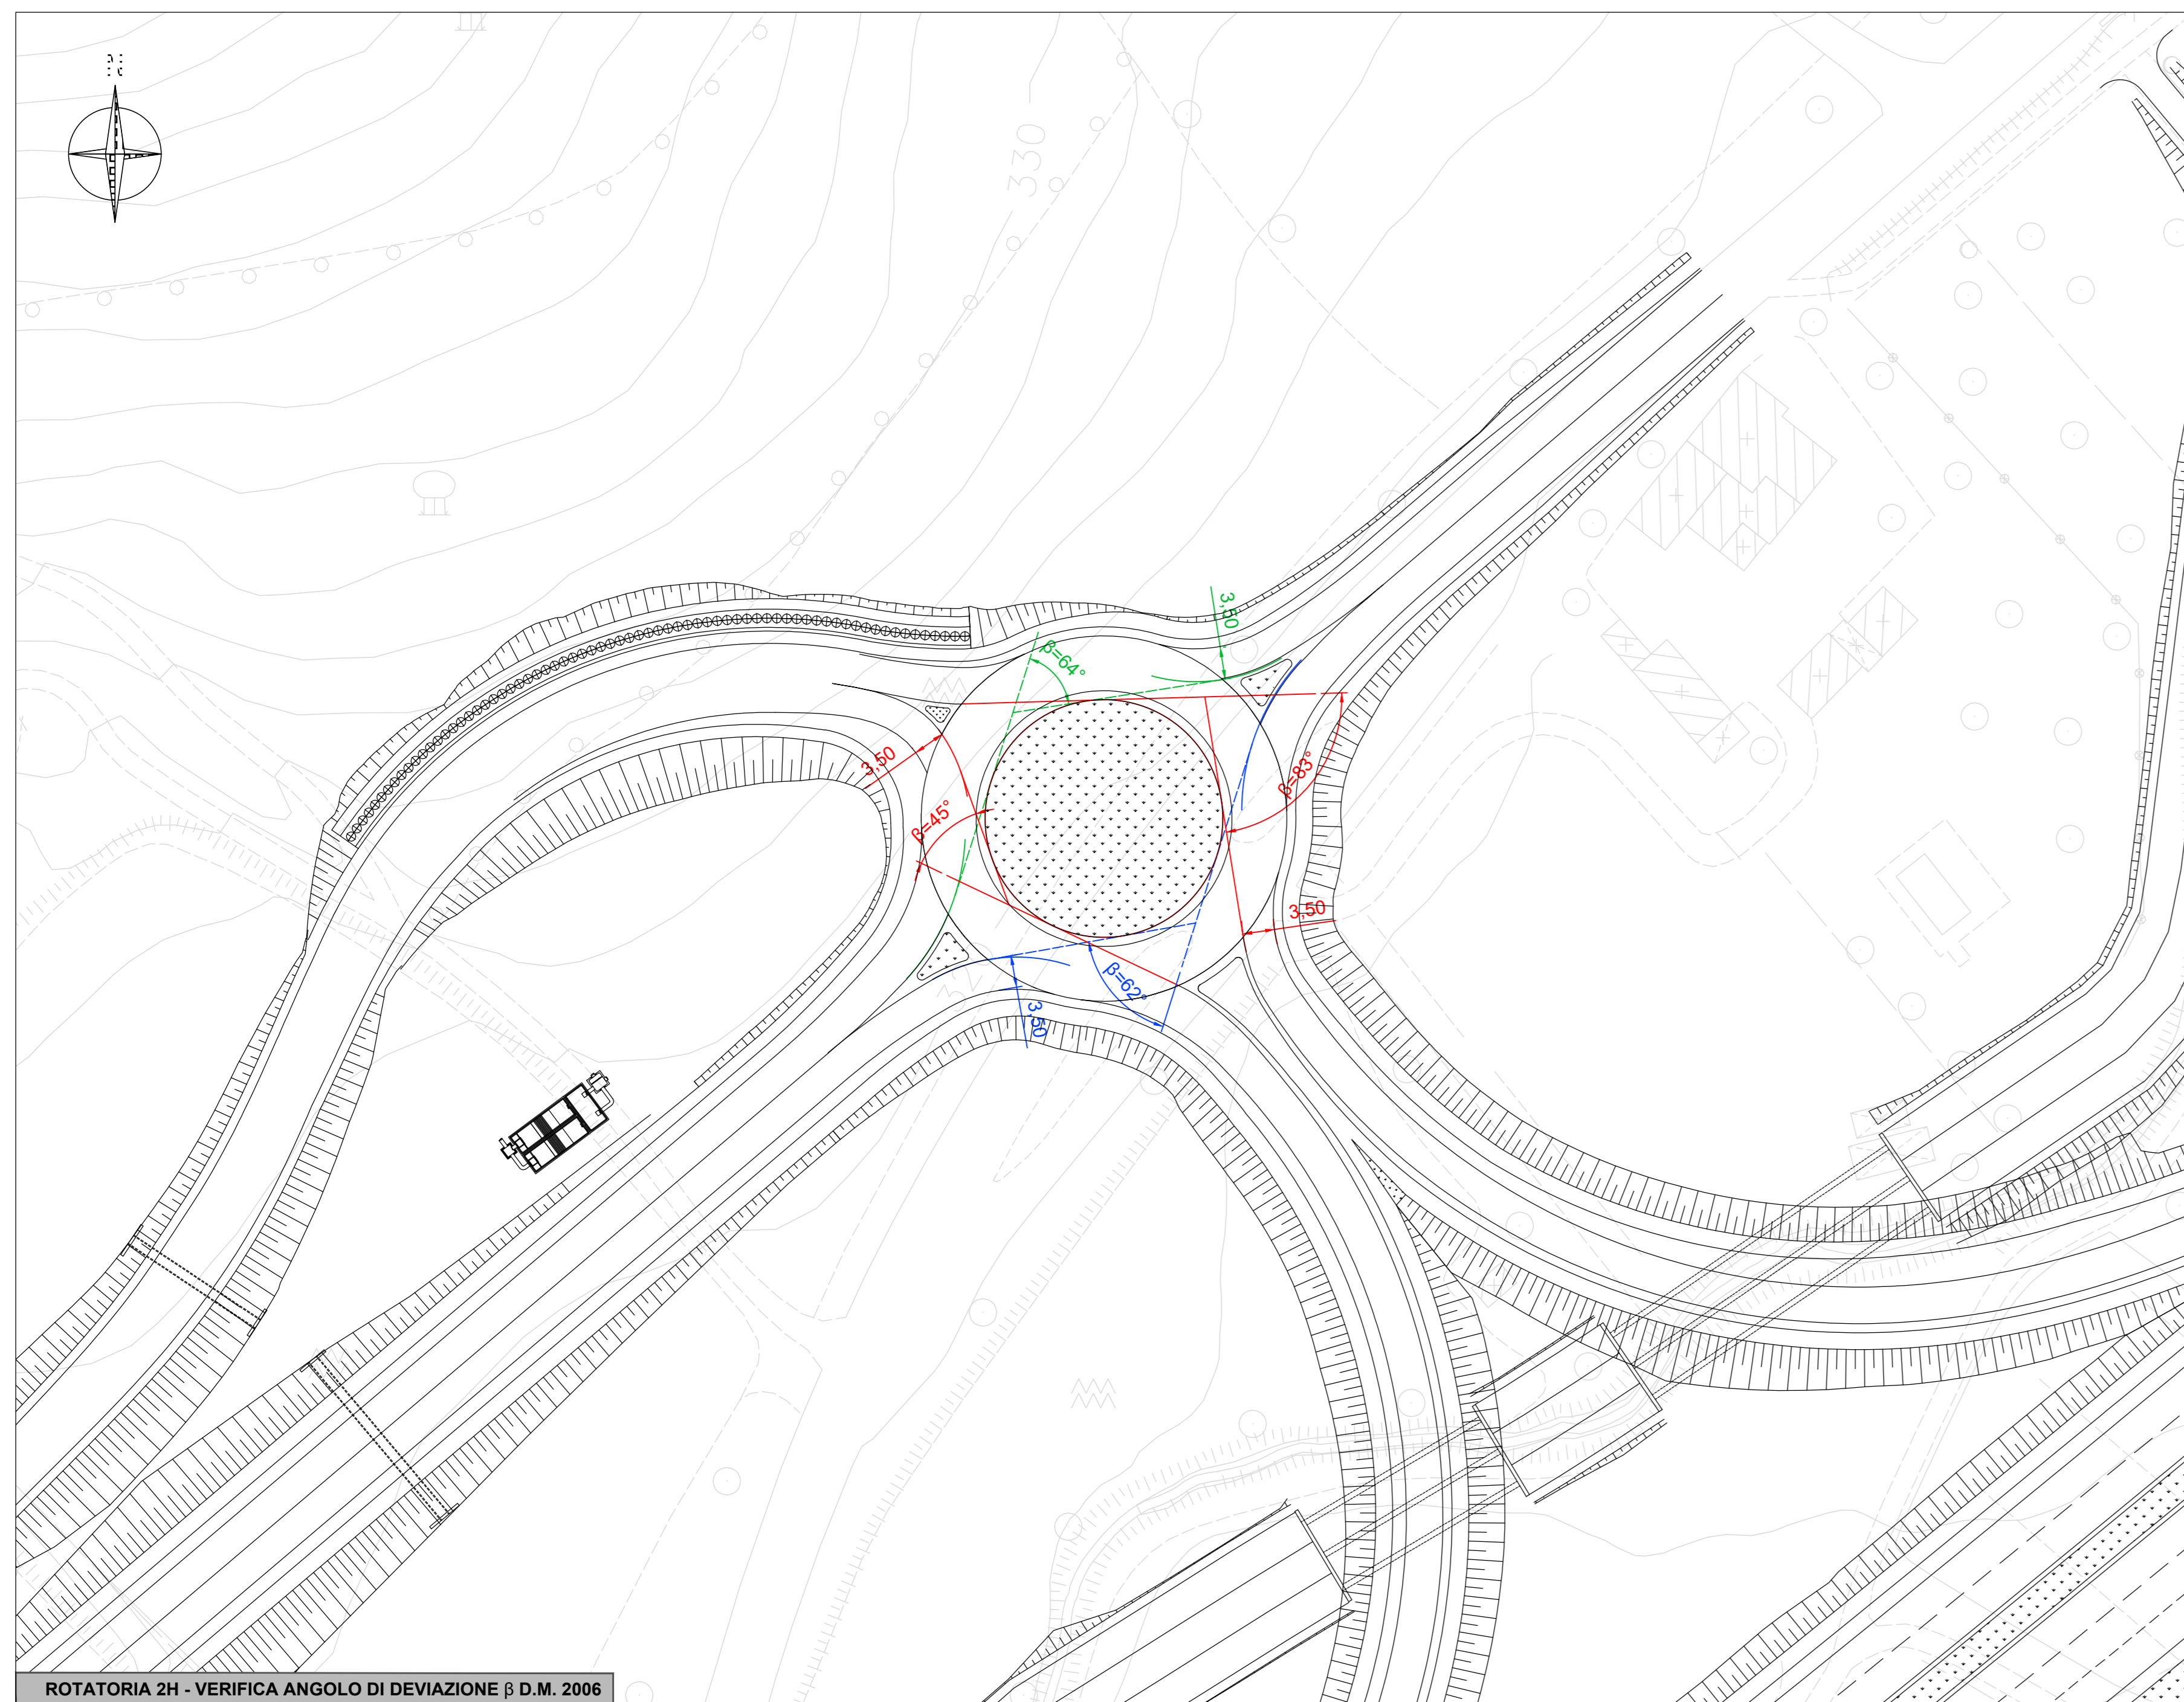 330
3,50
β=64°
3,50
β=83°
β=45°
3,50
β=62°
3,50
ROTATORIA 2H - VERIFICA ANGOLO DI DEVIAZIONE β D.M. 2006